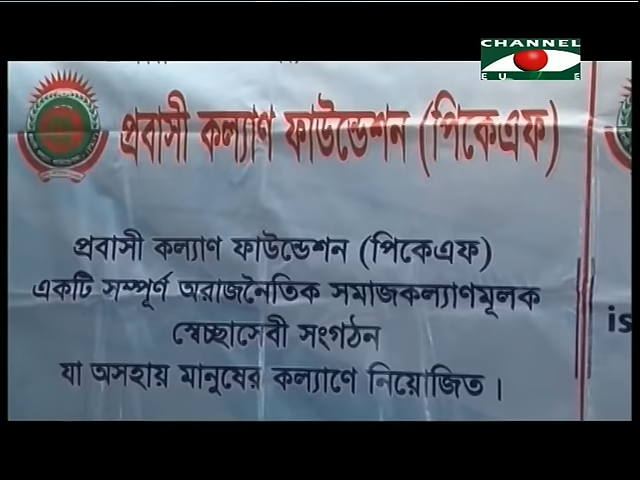 CHANNEL
প্রবাসী কল্যাণ ফাউন্ডেশন (পিকেএফ)
প্রবাসী কল্যাণ ফাউন্ডেশন (পিকেএফ)
একটি সম্পূর্ণ অরাজনৈতিক সমাজকল্যাণমূলক
স্বেচ্ছাসেবী সংগঠন
যা অসহায় মানুষের কল্যাণে নিয়োজিত।
is